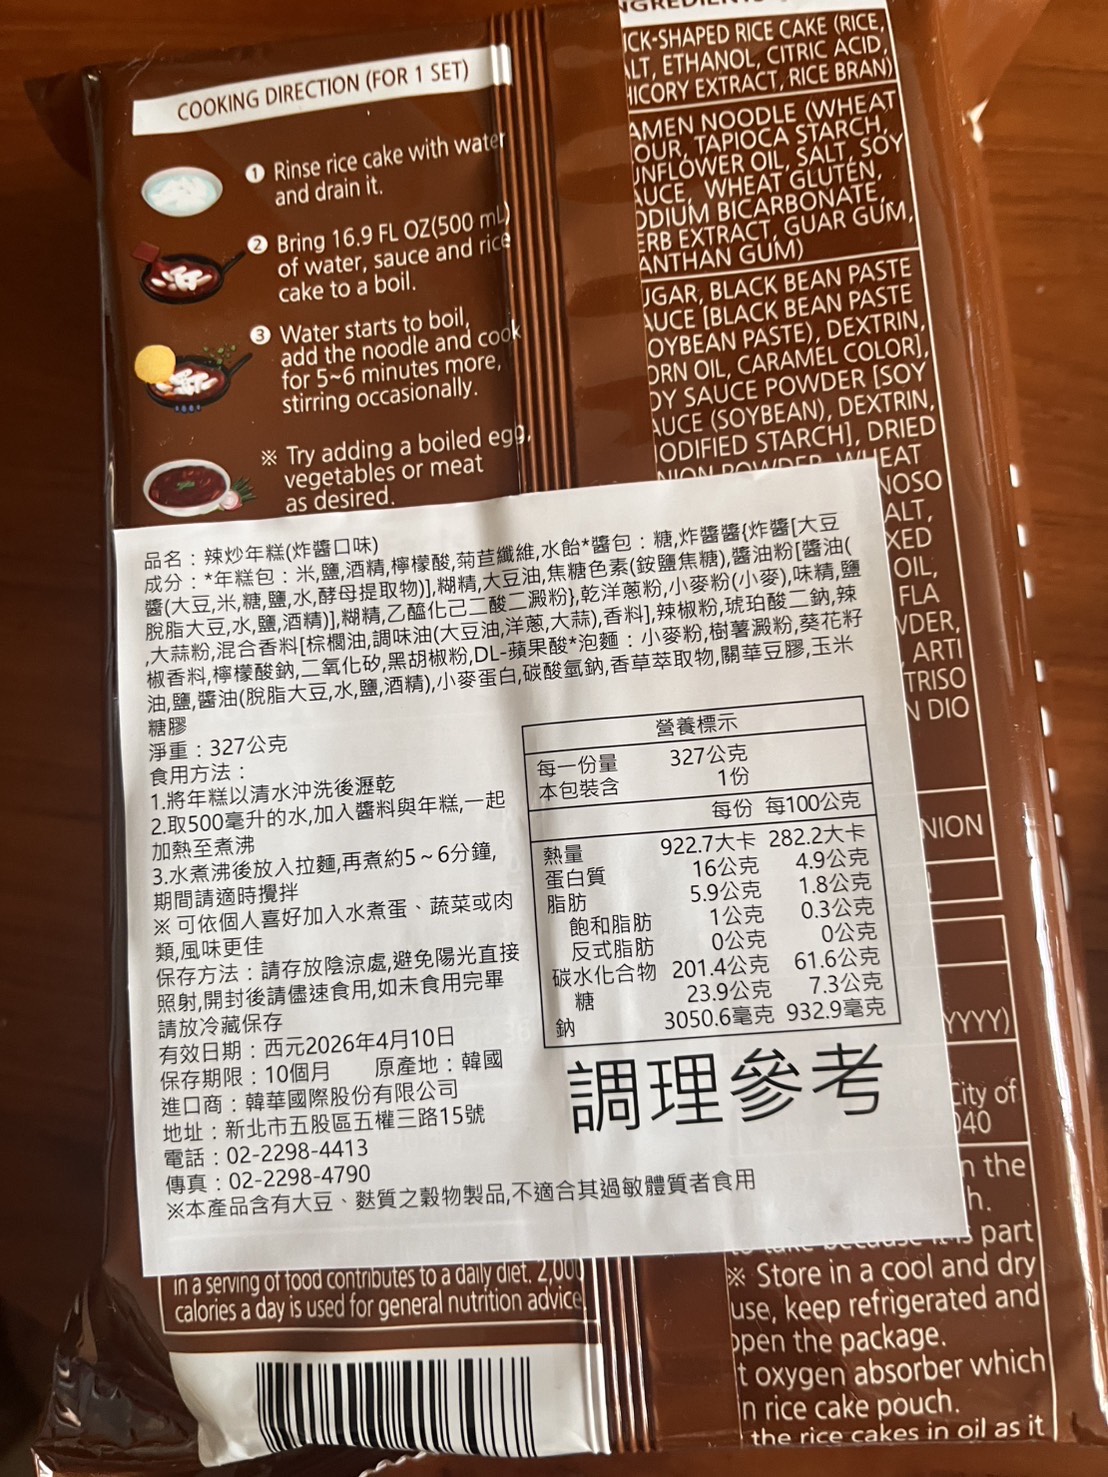 COOKING DIRECTION (FOR 1 SET)
❶ Rinse rice cake with water
and drain it.
❷ Bring 16.9 FL OZ(500 mL)
of water, sauce and rice
cake to a boil.
❸ Water starts to boil,
add the noodle and cook
for 5~6 minutes more,
stirring occasionally.
※ Try adding a boiled egg,
vegetables or meat
as desired.
ICK-SHAPED RICE CAKE (RICE,
ALT, ETHANOL, CITRIC ACID,
HICORY EXTRACT, RICE BRAN)
AMEN NOODLE (WHEAT
OUR, TAPIOCA STARCH,
UNFLOWER OIL, SALT, SOY
AUCE, WHEAT GLUTEN,
ODIUM BICARBONATE,
ERB EXTRACT, GUAR GUM,
ANTHAN GUM)
UGAR, BLACK BEAN PASTE
AUCE [BLACK BEAN PASTE
OYBEAN PASTE), DEXTRIN,
ORN OIL, CARAMEL COLOR],
OY SAUCE POWDER [SOY
AUCE (SOYBEAN), DEXTRIN,
ODIFIED STARCH], DRIED
NION POWDER, WHEAT
NOSO
ALT,
XED
OIL,
FLA
WDER,
, ARTI
TRISO
N DIO
NION
YYYY)
City of
040
n the
h.
is part
※ Store in a cool and dry
use, keep refrigerated and
open the package.
t oxygen absorber which
n rice cake pouch.
the rice cakes in oil as it
品名：辣炒年糕(炸醬口味)
成分：*年糕包：米,鹽,酒精,檸檬酸,菊苣纖維,水飴*醬包：糖,炸醬醬{炸醬[大豆
醬(大豆,米,糖,鹽,水,酵母提取物)],糊精,大豆油,焦糖色素(銨鹽焦糖),醬油粉[醬油(
脫脂大豆,水,鹽,酒精)],糊精,乙醯化己二酸二澱粉},乾洋蔥粉,小麥粉(小麥),味精,鹽
,大蒜粉,混合香料[棕櫚油,調味油(大豆油,洋蔥,大蒜),香料],辣椒粉,琥珀酸二鈉,辣
椒香料,檸檬酸鈉,二氧化矽,黑胡椒粉,DL-蘋果酸*泡麵：小麥粉,樹薯澱粉,葵花籽
油,鹽,醬油(脫脂大豆,水,鹽,酒精),小麥蛋白,碳酸氫鈉,香草萃取物,關華豆膠,玉米
糖膠
淨重：327公克
食用方法：
1.將年糕以清水沖洗後瀝乾
2.取500毫升的水,加入醬料與年糕,一起
加熱至煮沸
3.水煮沸後放入拉麵,再煮約5~6分鐘,
期間請適時攪拌
※可依個人喜好加入水煮蛋、蔬菜或肉
類,風味更佳
保存方法：請存放陰涼處,避免陽光直接
照射,開封後請儘速食用,如未食用完畢
請放冷藏保存
有效日期：西元2026年4月10日
保存期限：10個月 原產地：韓國
進口商：韓華國際股份有限公司
地址：新北市五股區五權三路15號
電話：02-2298-4413
傳真：02-2298-4790
※本產品含有大豆、麩質之穀物製品,不適合其過敏體質者食用
營養標示
每一份量 327公克
本包裝含 1份
每份 每100公克
熱量 922.7大卡 282.2大卡
蛋白質 16公克 4.9公克
脂肪 5.9公克 1.8公克
飽和脂肪 1公克 0.3公克
反式脂肪 0公克 0公克
碳水化合物 201.4公克 61.6公克
糖 23.9公克 7.3公克
鈉 3050.6毫克 932.9毫克
調理參考
in a serving of food contributes to a daily diet. 2,000
calories a day is used for general nutrition advice.